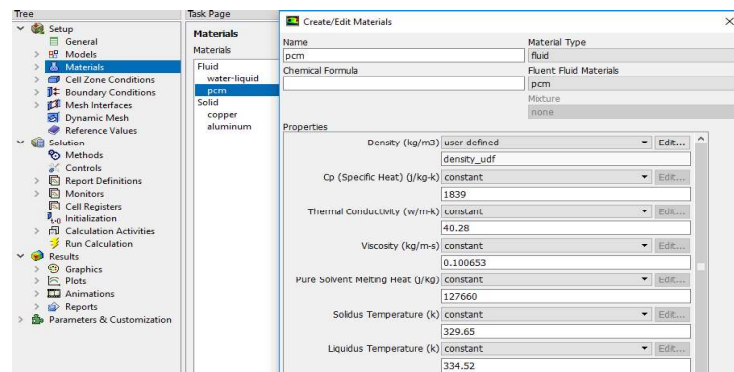 Tree
Setup
General
Models
Materials
Cell Zone Conditions
Boundary Conditions
Mesh Interfaces
Dynamic Mesh
Reference Values
Solution
Methods
Controls
Report Definitions
Monitors
Cell Registers
Initialization
Calculation Activities
Run Calculation
Results
Graphics
Plots
Animations
Reports
Parameters & Customization
Task Page
Materials
Materials
Fluid
water-liquid
pcm
Solid
copper
aluminum
Create/Edit Materials
Name
pcm
Material Type
fluid
Chemical Formula
Fluent Fluid Materials
pcm
Mixture
none
Properties
Density (kg/m3) user defined Edit...
density_udf
Cp (Specific Heat) (j/kg-k) constant Edit...
1839
Thermal Conductivity (w/m-k) constant Edit...
40.28
Viscosity (kg/m-s) constant Edit...
0.100653
Pure Solvent Melting Heat (j/kg) constant Edit...
127660
Solidus Temperature (k) constant Edit...
329.65
Liquidus Temperature (k) constant Edit...
334.52